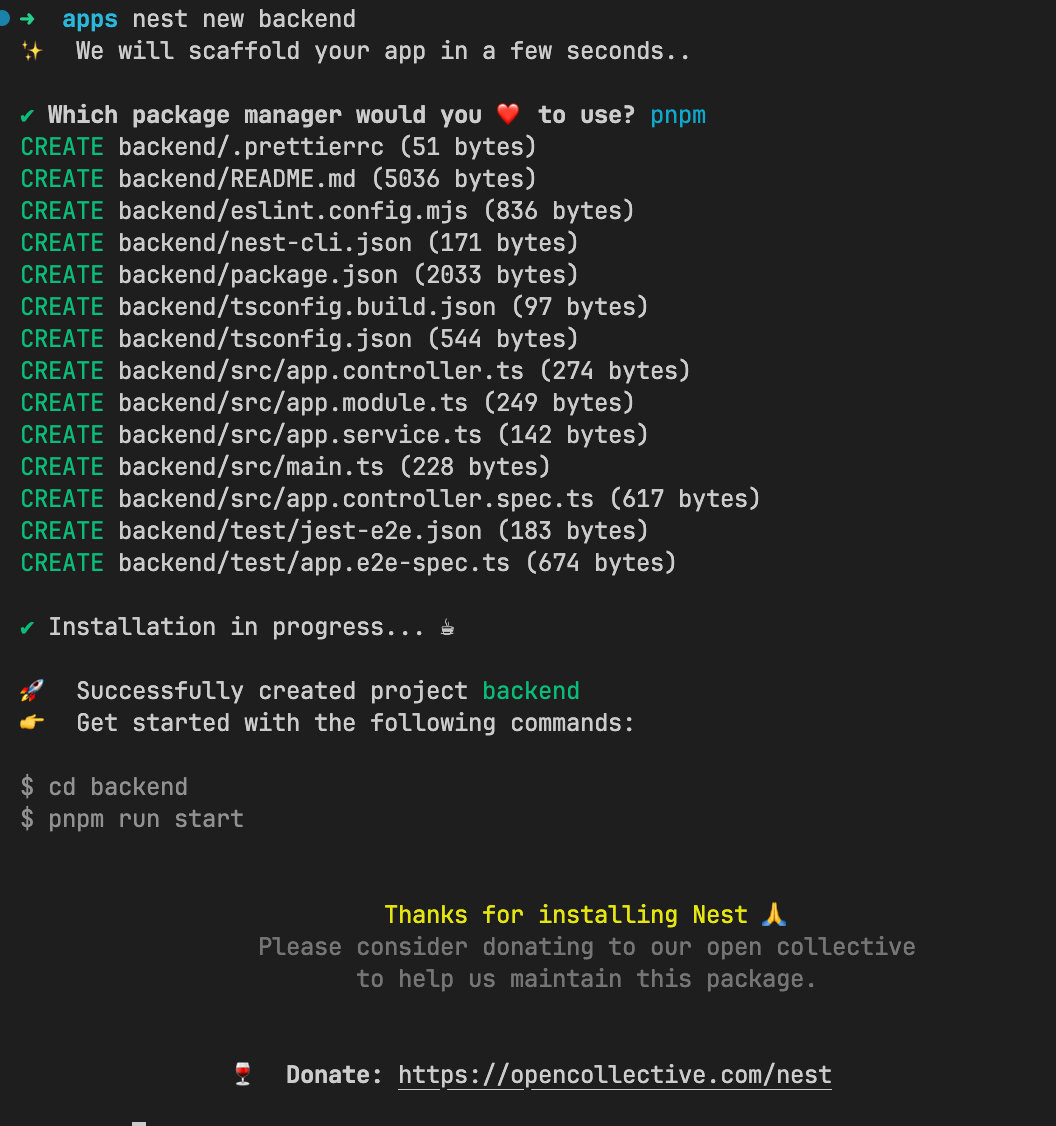 ➜ apps nest new backend
✨ We will scaffold your app in a few seconds..
✔ Which package manager would you ❤️ to use? pnpm
CREATE backend/.prettierrc (51 bytes)
CREATE backend/README.md (5036 bytes)
CREATE backend/eslint.config.mjs (836 bytes)
CREATE backend/nest-cli.json (171 bytes)
CREATE backend/package.json (2033 bytes)
CREATE backend/tsconfig.build.json (97 bytes)
CREATE backend/tsconfig.json (544 bytes)
CREATE backend/src/app.controller.ts (274 bytes)
CREATE backend/src/app.module.ts (249 bytes)
CREATE backend/src/app.service.ts (142 bytes)
CREATE backend/src/main.ts (228 bytes)
CREATE backend/src/app.controller.spec.ts (617 bytes)
CREATE backend/test/jest-e2e.json (183 bytes)
CREATE backend/test/app.e2e-spec.ts (674 bytes)
✔ Installation in progress... ☕
🚀 Successfully created project backend
👉 Get started with the following commands:
$ cd backend
$ pnpm run start
Thanks for installing Nest 🙏
Please consider donating to our open collective
to help us maintain this package.
🍷 Donate: https://opencollective.com/nest